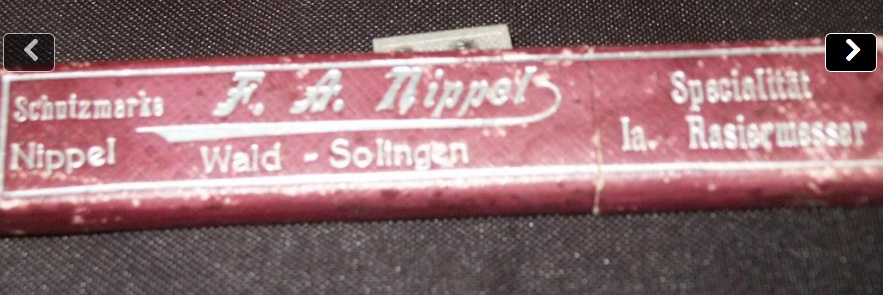 Schutzmarke
Nippel
F. A. Nippel
Wald - Solingen
Specialität
Ia. Rasiermesser